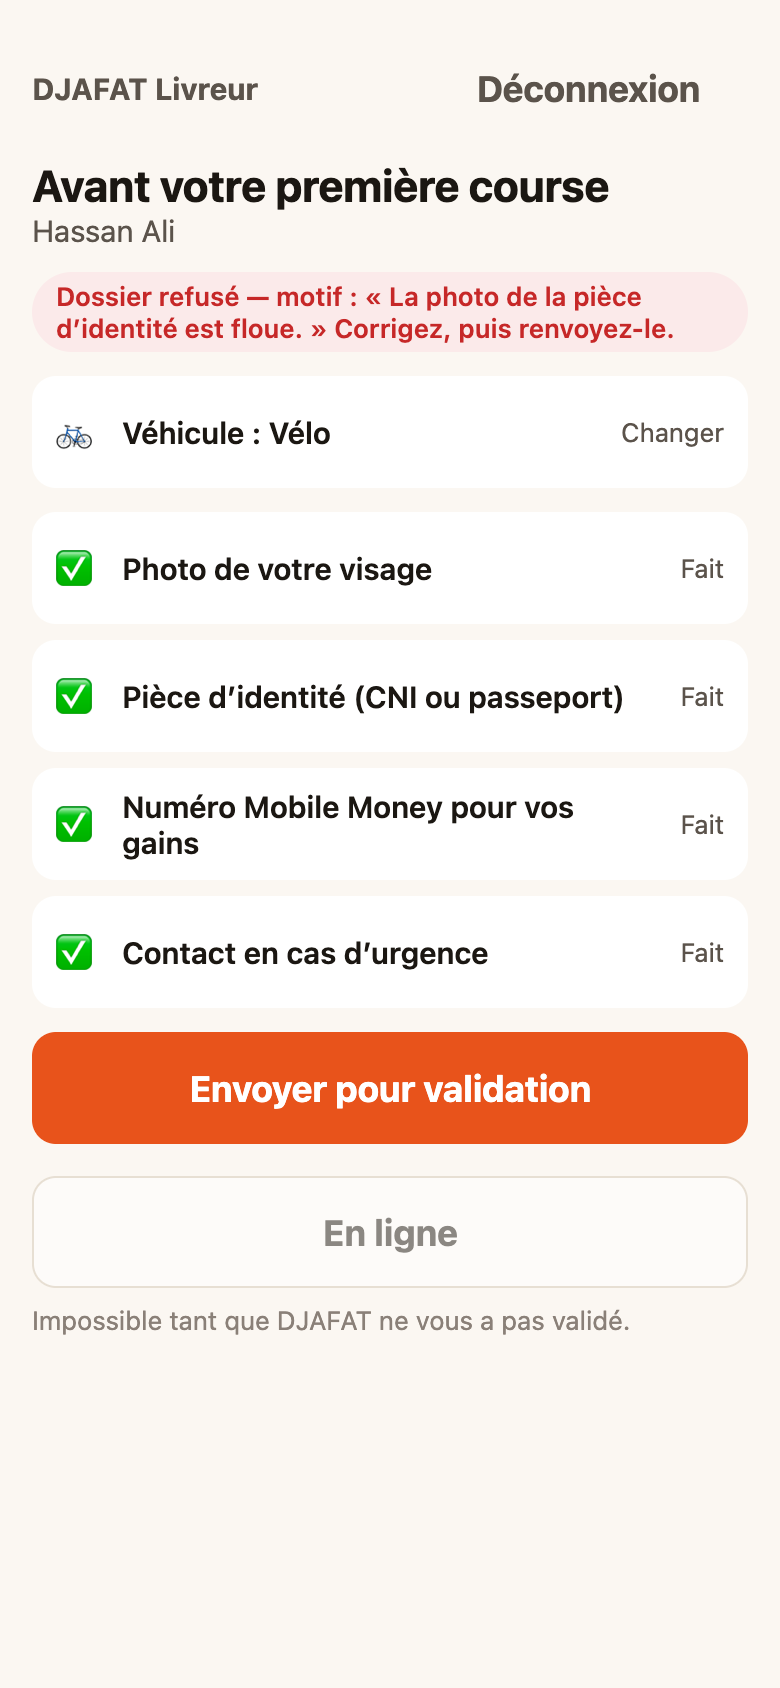 DJAFAT Livreur
Déconnexion
Avant votre première course
Hassan Ali
Dossier refusé — motif : « La photo de la pièce
d’identité est floue. » Corrigez, puis renvoyez-le.
Véhicule : Vélo
Changer
Photo de votre visage
Fait
Pièce d’identité (CNI ou passeport)
Fait
Numéro Mobile Money pour vos
gains
Fait
Contact en cas d’urgence
Fait
Envoyer pour validation
En ligne
Impossible tant que DJAFAT ne vous a pas validé.